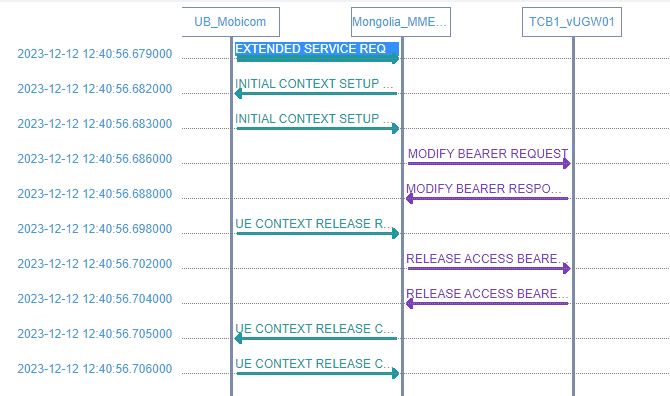 UB_Mobicom Mongolia_MME... TCB1_vUGW01
2023-12-12 12:40:56.679000 EXTENDED SERVICE REQ...
2023-12-12 12:40:56.682000 INITIAL CONTEXT SETUP ...
2023-12-12 12:40:56.683000 INITIAL CONTEXT SETUP ...
2023-12-12 12:40:56.686000 MODIFY BEARER REQUEST
2023-12-12 12:40:56.688000 MODIFY BEARER RESPO...
2023-12-12 12:40:56.698000 UE CONTEXT RELEASE R...
2023-12-12 12:40:56.702000 RELEASE ACCESS BEARE...
2023-12-12 12:40:56.704000 RELEASE ACCESS BEARE...
2023-12-12 12:40:56.705000 UE CONTEXT RELEASE C...
2023-12-12 12:40:56.706000 UE CONTEXT RELEASE C...